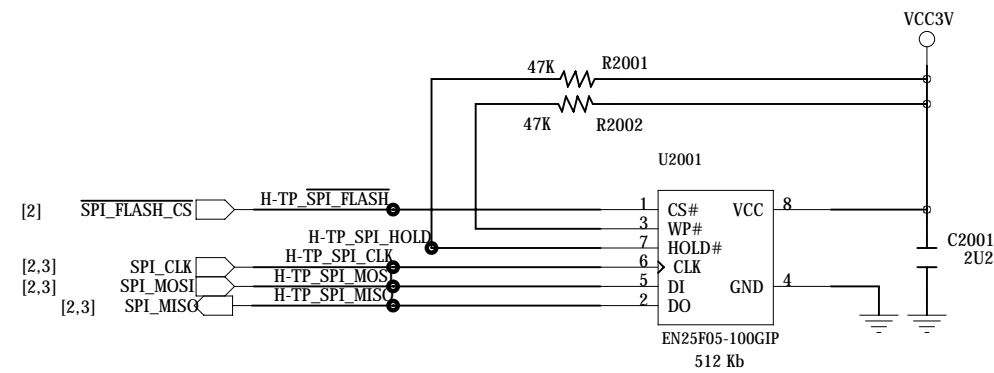 VCC3V
47K R2001
47K R2002
U2001
[2] SPI_FLASH_CS H-TP_SPI_FLASH 1 CS# VCC 8
3 WP#
H-TP_SPI_HOLD 7 HOLD#
C2001
2U2
[2,3] SPI_CLK H-TP_SPI_CLK 6 CLK
[2,3] SPI_MOSI H-TP_SPI_MOSI 5 DI GND 4
[2,3] SPI_MISO H-TP_SPI_MISO 2 DO
EN25F05-100GIP
512 Kb